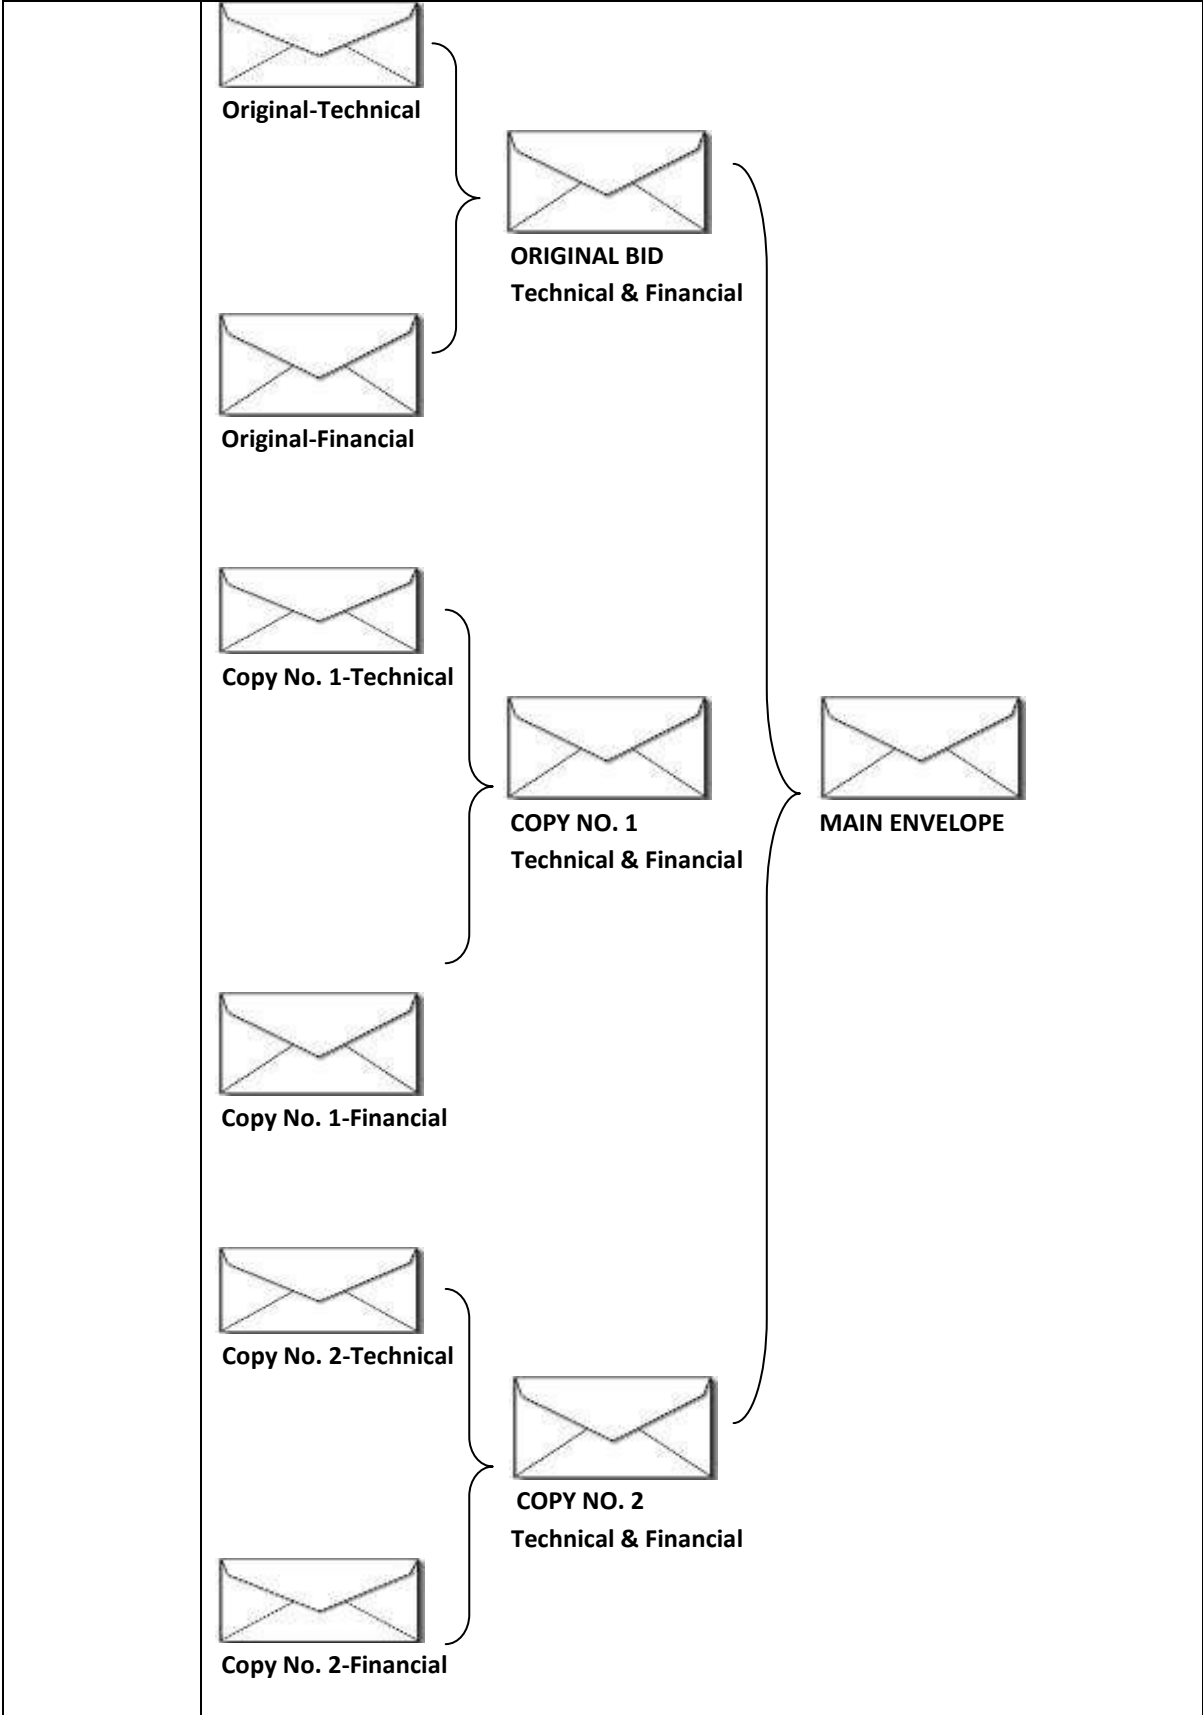 Original-Technical
ORIGINAL BID
Technical & Financial
Original-Financial
Copy No. 1-Technical
COPY NO. 1
Technical & Financial
MAIN ENVELOPE
Copy No. 1-Financial
Copy No. 2-Technical
COPY NO. 2
Technical & Financial
Copy No. 2-Financial